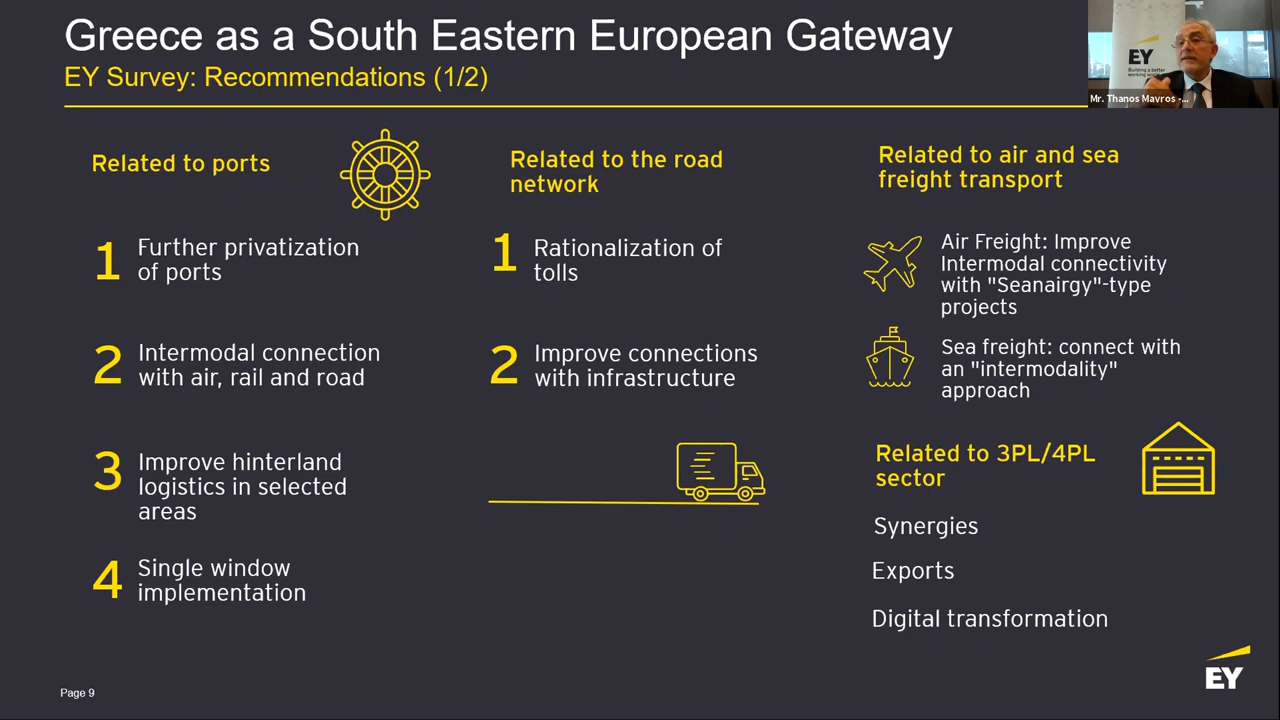 Greece as a South Eastern European Gateway
EY Survey: Recommendations (1/2)
EY
Building a better
working world
Mr. Thanos Mavros -...
Related to ports
1
Further privatization
of ports
2
Intermodal connection
with air, rail and road
3
Improve hinterland
logistics in selected
areas
4
Single window
implementation
Related to the road
network
1
Rationalization of
tolls
2
Improve connections
with infrastructure
Related to air and sea
freight transport
Air Freight: Improve
Intermodal connectivity
with "Seanairgy"-type
projects
Sea freight: connect with
an "intermodality"
approach
Related to 3PL/4PL
sector
Synergies
Exports
Digital transformation
Page 9
EY